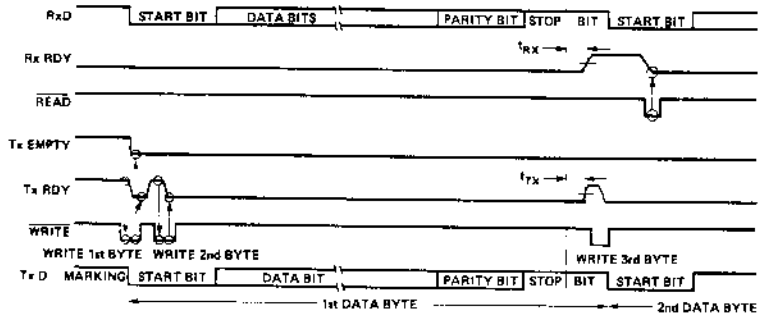 RxD START BIT DATA BITS PARITY BIT STOP BIT START BIT
tRX
Rx RDY
READ
Tx EMPTY
tTX
Tx RDY
WRITE
WRITE 1st BYTE WRITE 2nd BYTE WRITE 3rd BYTE
Tx D MARKING START BIT DATA BIT PARITY BIT STOP BIT START BIT
1st DATA BYTE 2nd DATA BYTE